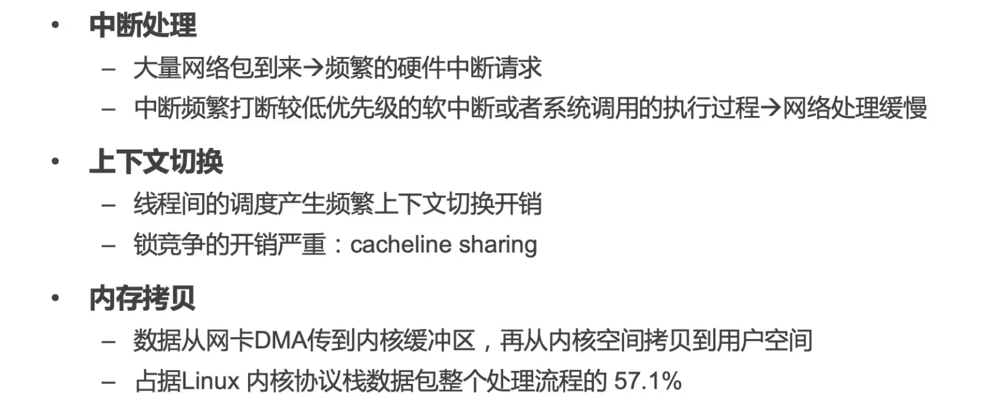 • 中断处理
– 大量网络包到来→频繁的硬件中断请求
– 中断频繁打断较低优先级的软中断或者系统调用的执行过程→网络处理缓慢
• 上下文切换
– 线程间的调度产生频繁上下文切换开销
– 锁竞争的开销严重：cacheline sharing
• 内存拷贝
– 数据从网卡DMA传到内核缓冲区，再从内核空间拷贝到用户空间
– 占据Linux 内核协议栈数据包整个处理流程的 57.1%